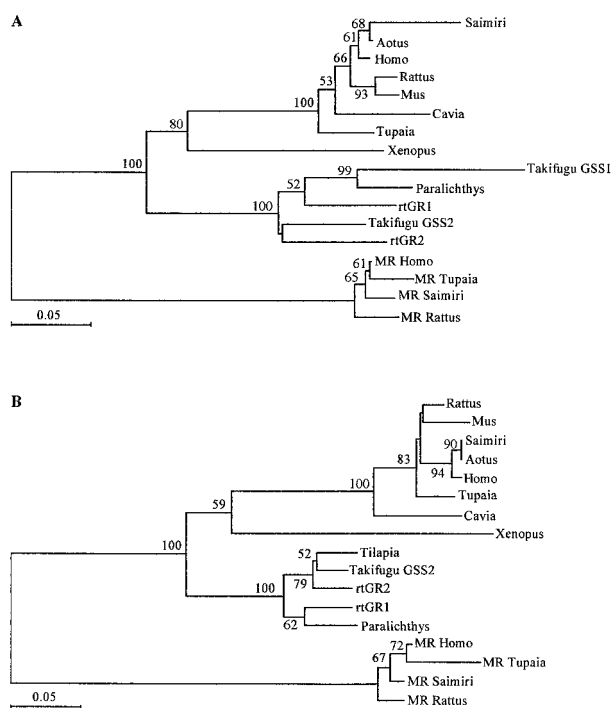 A
Saimiri
68
61
Aotus
Homo
66
Rattus
93
Mus
53
100
Cavia
80
Tupaia
Xenopus
100
99
Takifugu GSS1
52
Paralichthys
100
rtGR1
Takifugu GSS2
rtGR2
61
MR Homo
65
MR Tupaia
MR Saimiri
0.05
MR Rattus
B
Rattus
Mus
90
Saimiri
83
Aotus
94
Homo
100
Tupaia
59
Cavia
Xenopus
100
52
Tilapia
Takifugu GSS2
100
79
rtGR2
rtGR1
62
Paralichthys
72
MR Homo
67
MR Tupaia
MR Saimiri
0.05
MR Rattus